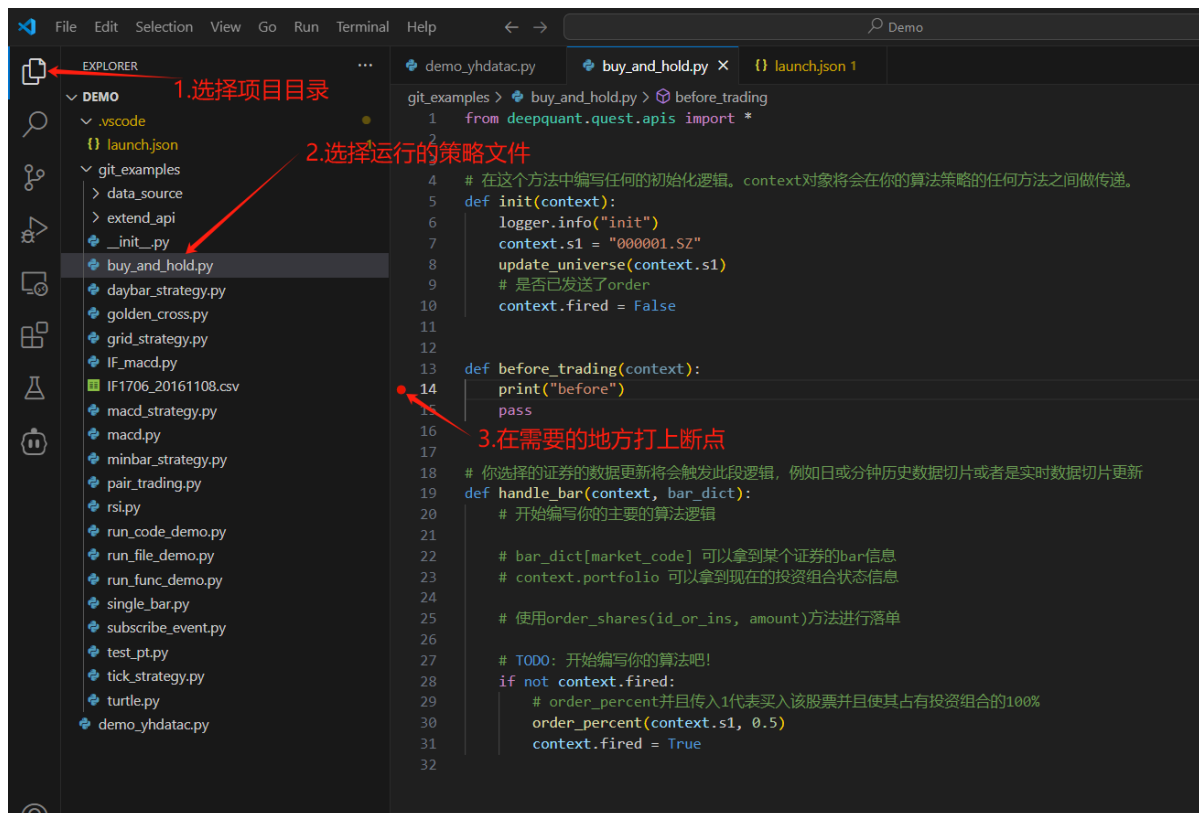 File Edit Selection View Go Run Terminal Help ← → Demo
EXPLORER ...
1.选择项目目录
DEMO
.vscode
launch.json
git_examples
data_source
extend_api
__init__.py
buy_and_hold.py
daybar_strategy.py
golden_cross.py
grid_strategy.py
IF_macd.py
IF1706_20161108.csv
macd_strategy.py
macd.py
minbar_strategy.py
pair_trading.py
rsi.py
run_code_demo.py
run_file_demo.py
run_func_demo.py
single_bar.py
subscribe_event.py
test_pt.py
tick_strategy.py
turtle.py
demo_yhdatac.py
2.选择运行的策略文件
demo_yhdatac.py buy_and_hold.py × {} launch.json 1
git_examples > buy_and_hold.py > before_trading
1 from deepquant.quest.apis import *
2
4 # 在这个方法中编写任何的初始化逻辑。context对象将会在你的算法策略的任何方法之间做传递。
5 def init(context):
6 logger.info("init")
7 context.s1 = "000001.SZ"
8 update_universe(context.s1)
9 # 是否已发送了order
10 context.fired = False
11
12
13 def before_trading(context):
14 print("before")
15 pass
16
3.在需要的地方打上断点
17
18 # 你选择的证券的数据更新将会触发此段逻辑，例如日或分钟历史数据切片或者是实时数据切片更新
19 def handle_bar(context, bar_dict):
20 # 开始编写你的主要的算法逻辑
21
22 # bar_dict[market_code] 可以拿到某个证券的bar信息
23 # context.portfolio 可以拿到现在的投资组合状态信息
24
25 # 使用order_shares(id_or_ins, amount)方法进行落单
26
27 # TODO: 开始编写你的算法吧！
28 if not context.fired:
29 # order_percent并且传入1代表买入该股票并且使其占有投资组合的100%
30 order_percent(context.s1, 0.5)
31 context.fired = True
32